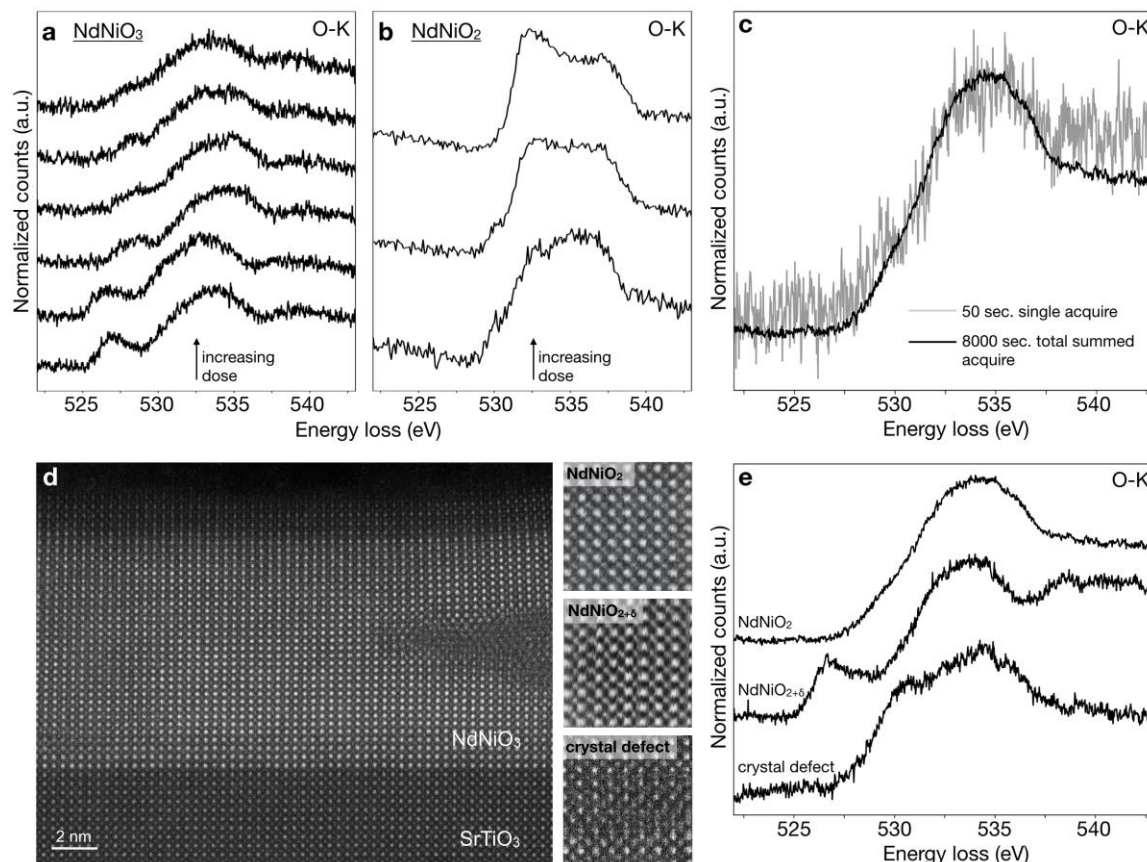 a NdNiO₃ O-K
b NdNiO₂ O-K
c O-K
Normalized counts (a.u.)
increasing
dose
increasing
dose
525 530 535 540
525 530 535 540
Energy loss (eV)
Normalized counts (a.u.)
50 sec. single acquire
8000 sec. total summed
acquire
525 530 535 540
Energy loss (eV)
d
NdNiO₃
SrTiO₃
2 nm
NdNiO₂
NdNiO₂₊δ
crystal defect
e O-K
Normalized counts (a.u.)
NdNiO₂
NdNiO₂₊δ
crystal defect
525 530 535 540
Energy loss (eV)